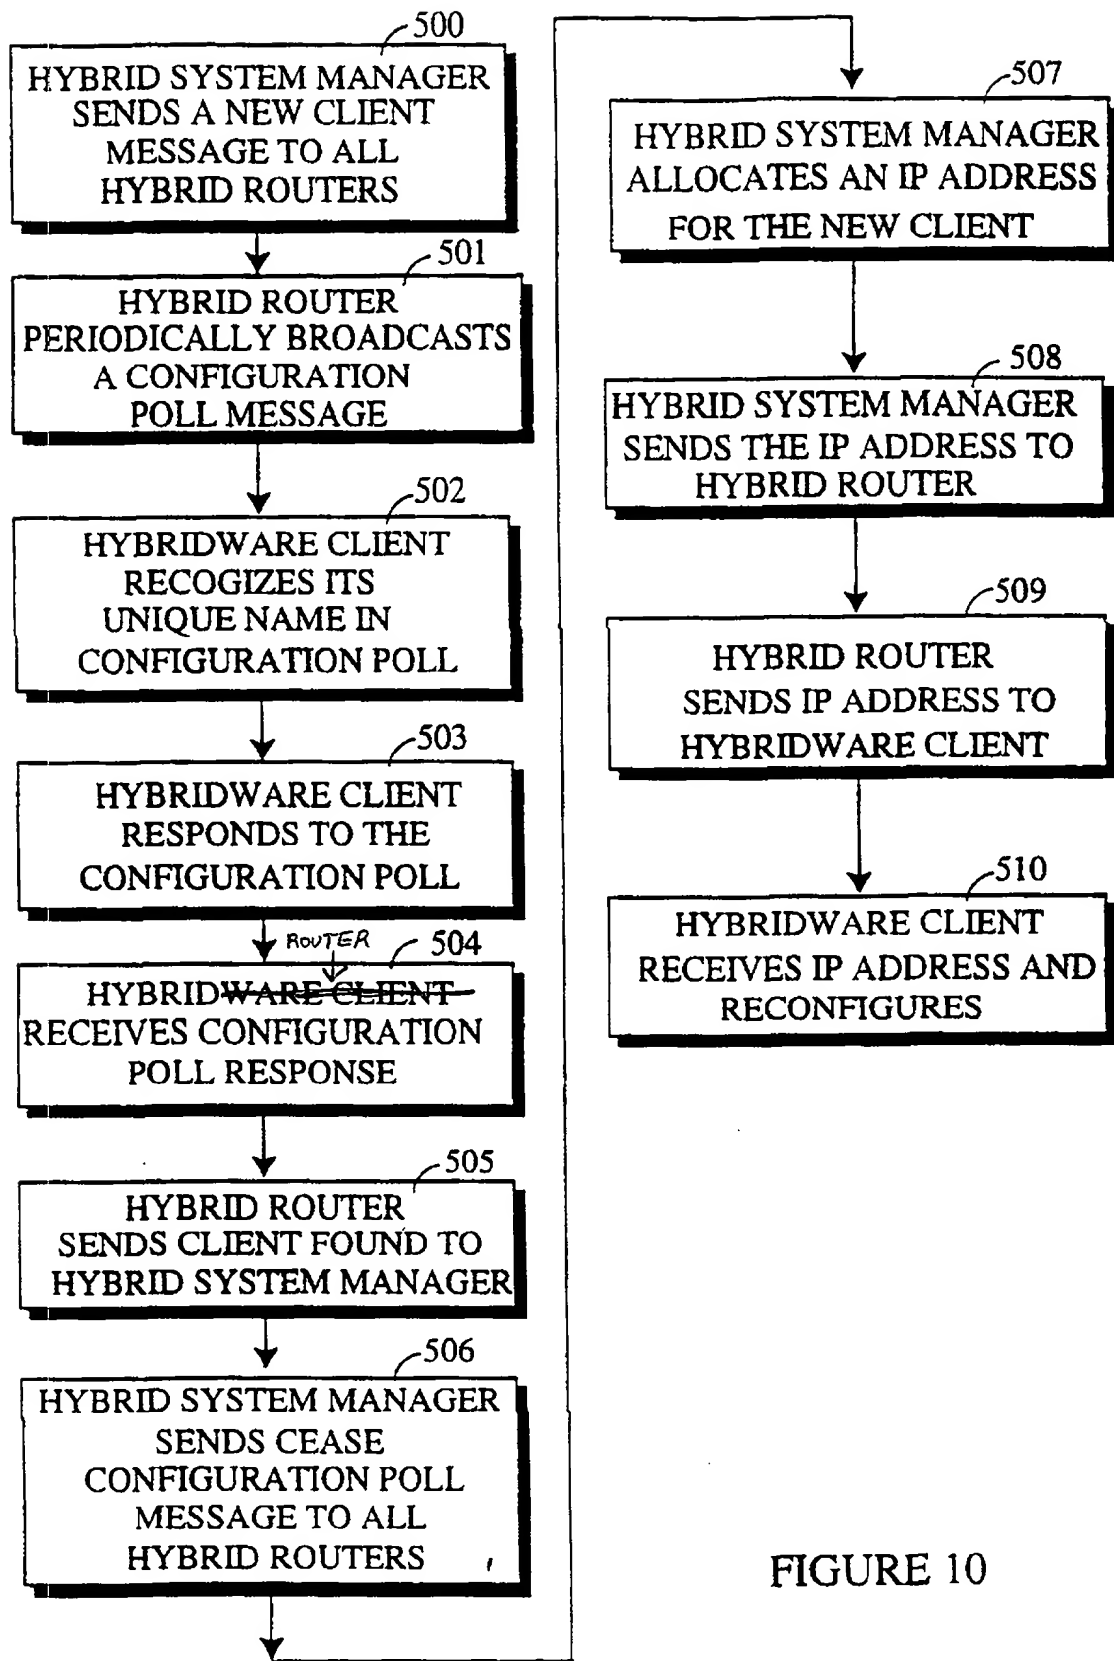 500
HYBRID SYSTEM MANAGER
SENDS A NEW CLIENT
MESSAGE TO ALL
HYBRID ROUTERS
501
HYBRID ROUTER
PERIODICALLY BROADCASTS
A CONFIGURATION
POLL MESSAGE
502
HYBRIDWARE CLIENT
RECOGIZES ITS
UNIQUE NAME IN
CONFIGURATION POLL
503
HYBRIDWARE CLIENT
RESPONDS TO THE
CONFIGURATION POLL
ROUTER
504
HYBRIDWARE CLIENT
RECEIVES CONFIGURATION
POLL RESPONSE
505
HYBRID ROUTER
SENDS CLIENT FOUND TO
HYBRID SYSTEM MANAGER
506
HYBRID SYSTEM MANAGER
SENDS CEASE
CONFIGURATION POLL
MESSAGE TO ALL
HYBRID ROUTERS
507
HYBRID SYSTEM MANAGER
ALLOCATES AN IP ADDRESS
FOR THE NEW CLIENT
508
HYBRID SYSTEM MANAGER
SENDS THE IP ADDRESS TO
HYBRID ROUTER
509
HYBRID ROUTER
SENDS IP ADDRESS TO
HYBRIDWARE CLIENT
510
HYBRIDWARE CLIENT
RECEIVES IP ADDRESS AND
RECONFIGURES
FIGURE 10